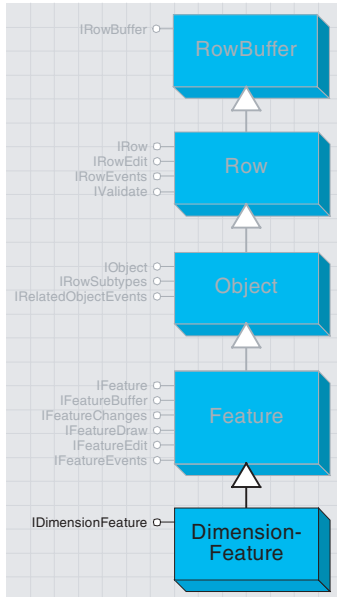 IRowBuffer
RowBuffer
IRow
IRowEdit
IRowEvents
IValidate
Row
IObject
IRowSubtypes
IRelatedObjectEvents
Object
IFeature
IFeatureBuffer
IFeatureChanges
IFeatureDraw
IFeatureEdit
IFeatureEvents
Feature
IDimensionFeature
Dimension-
Feature